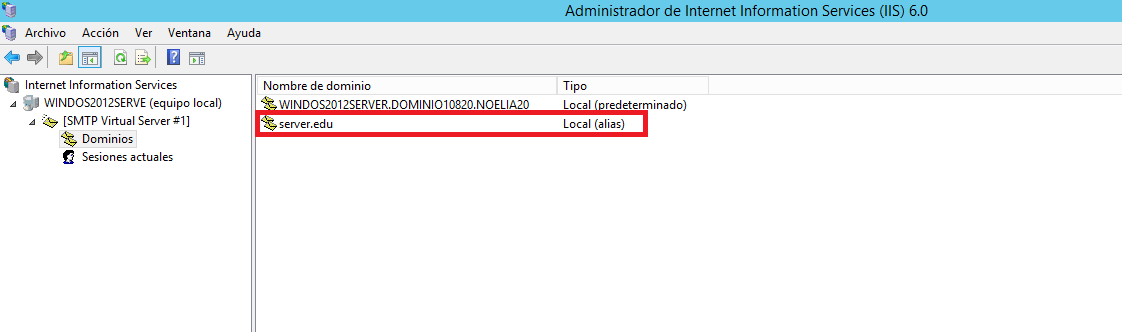 Administrador de Internet Information Services (IIS) 6.0
Archivo Acción Ver Ventana Ayuda
Internet Information Services
WINDOS2012SERVE (equipo local)
[SMTP Virtual Server #1]
Dominios
Sesiones actuales
Nombre de dominio Tipo
WINDOS2012SERVER.DOMINIO10820.NOELIA20 Local (predeterminado)
server.edu Local (alias)